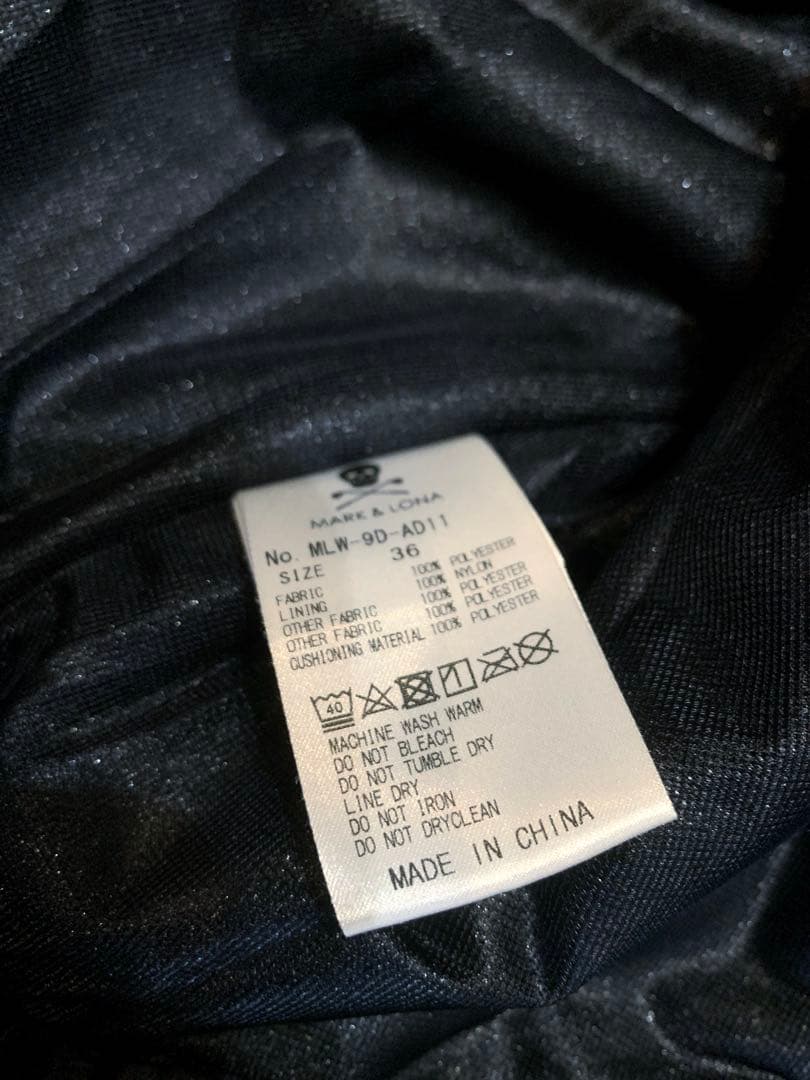 MARK & LONA
No. MLW-9D-AD11
SIZE 36
FABRIC 100% POLYESTER
LINING 100% NYLON
OTHER FABRIC 100% POLYESTER
OTHER FABRIC 100% POLYESTER
CUSHIONING MATERIAL 100% POLYESTER
40
MACHINE WASH WARM
DO NOT BLEACH
DO NOT TUMBLE DRY
LINE DRY
DO NOT IRON
DO NOT DRYCLEAN
MADE IN CHINA